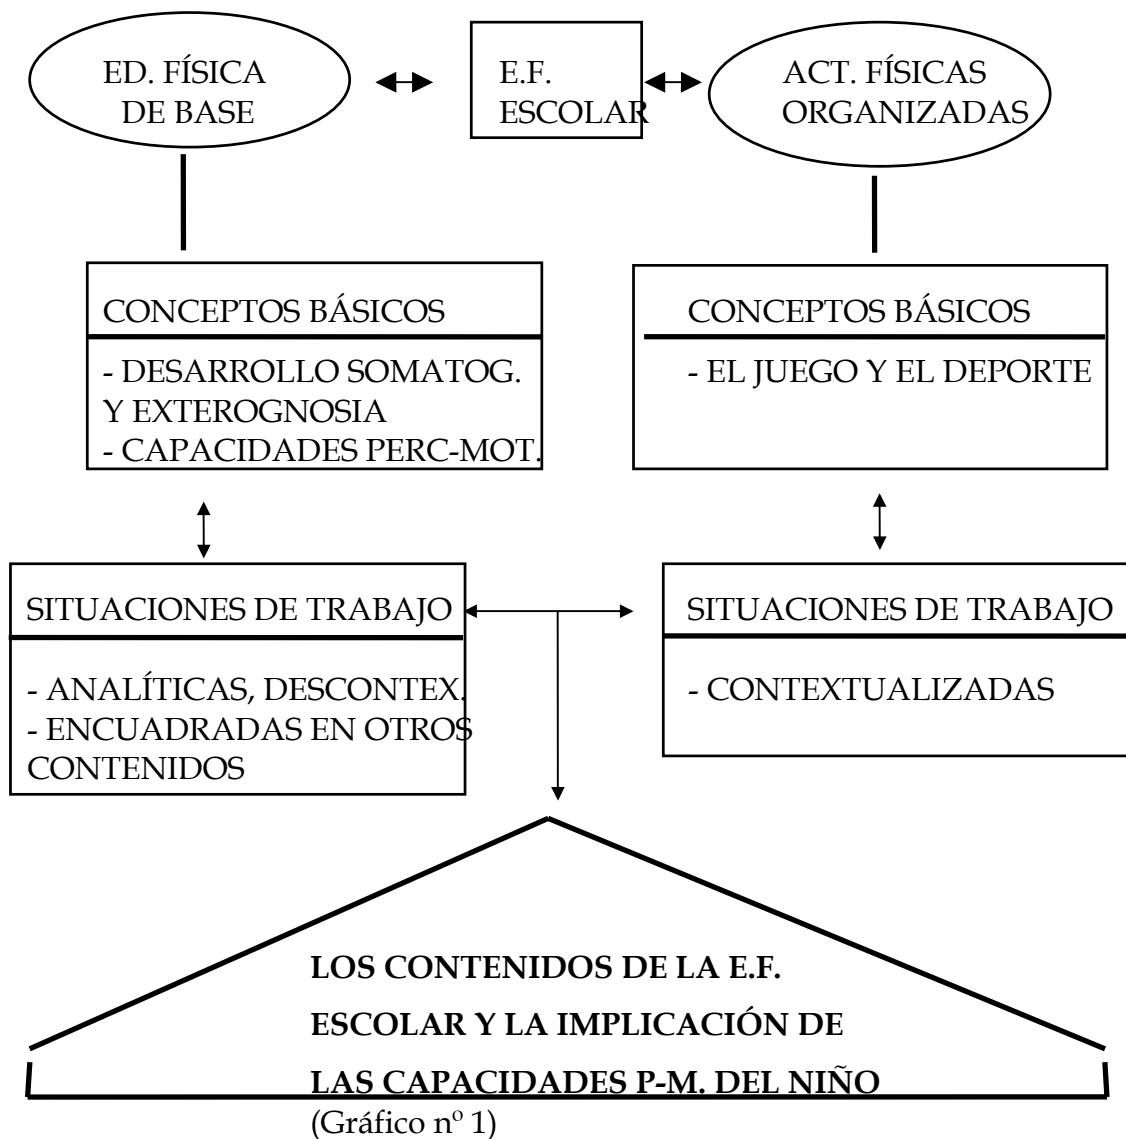 ED. FÍSICA
DE BASE
E.F.
ESCOLAR
ACT. FÍSICAS
ORGANIZADAS
CONCEPTOS BÁSICOS
- DESARROLLO SOMATOG.
Y EXTEROGNOSIA
- CAPACIDADES PERC-MOT.
CONCEPTOS BÁSICOS
- EL JUEGO Y EL DEPORTE
SITUACIONES DE TRABAJO
- ANALÍTICAS, DESCONTEX.
- ENCUADRADAS EN OTROS
CONTENIDOS
SITUACIONES DE TRABAJO
- CONTEXTUALIZADAS
LOS CONTENIDOS DE LA E.F.
ESCOLAR Y LA IMPLICACIÓN DE
LAS CAPACIDADES P-M. DEL NIÑO
(Gráfico nº 1)